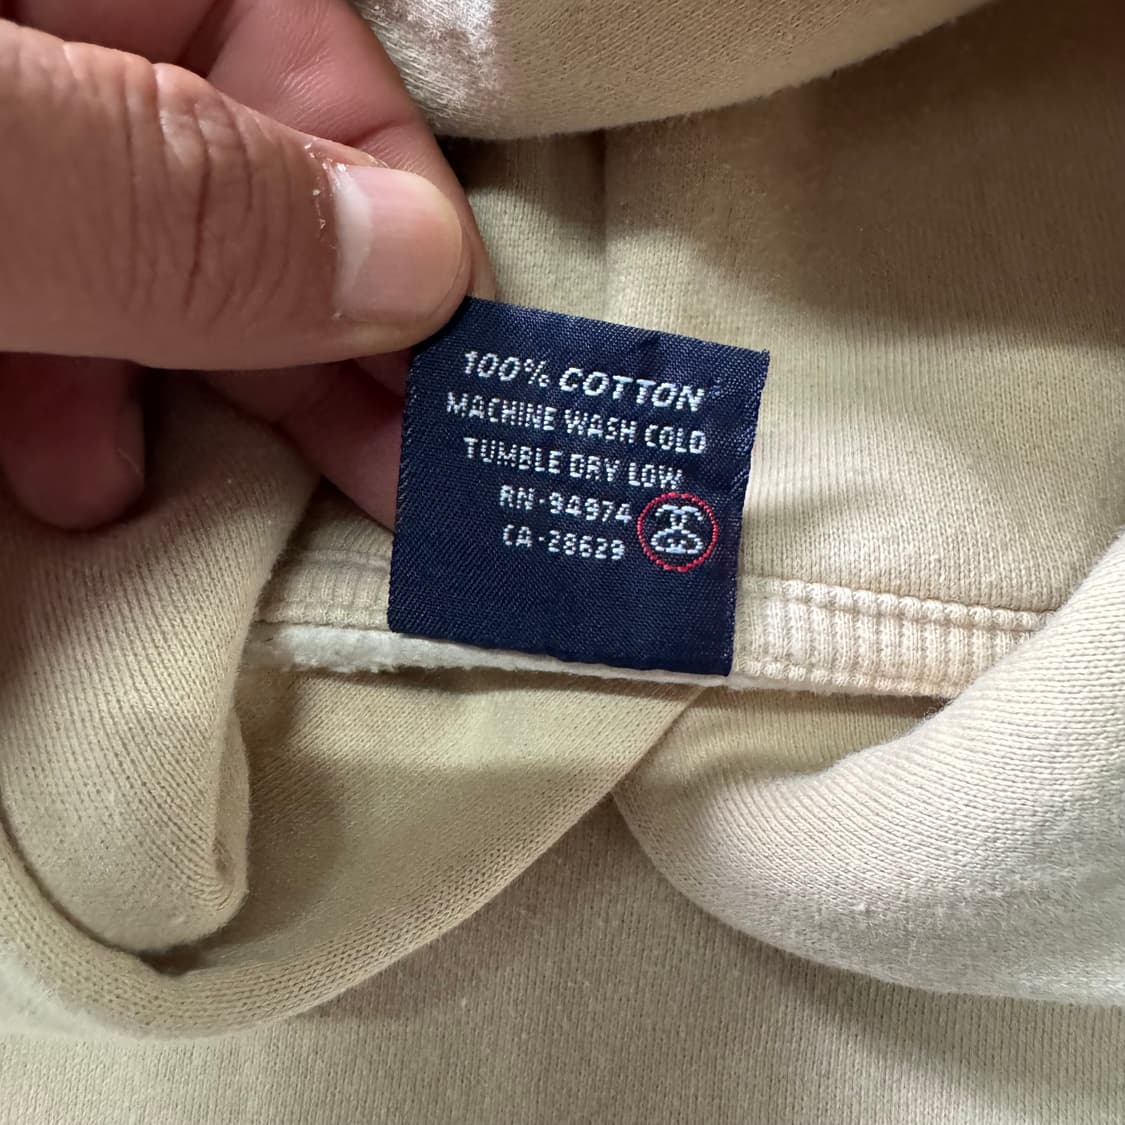 100% COTTON
MACHINE WASH COLD
TUMBLE DRY LOW
RN-94974
CA-28629